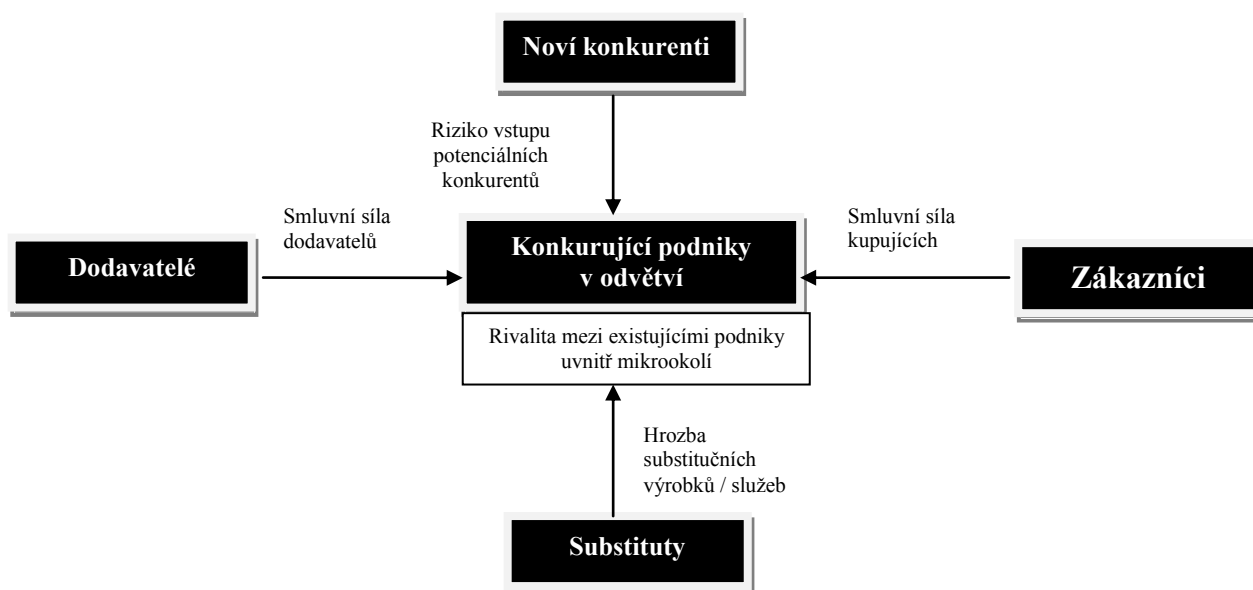 Noví konkurenti
Riziko vstupu
potenciálních
konkurentů
Smluvní síla
dodavatelů
Smluvní síla
kupujících
Dodavatelé
Konkurující podniky
v odvětví
Zákazníci
Rivalita mezi existujícími podniky
uvnitř mikrookolí
Hrozba
substitučních
výrobků / služeb
Substituty